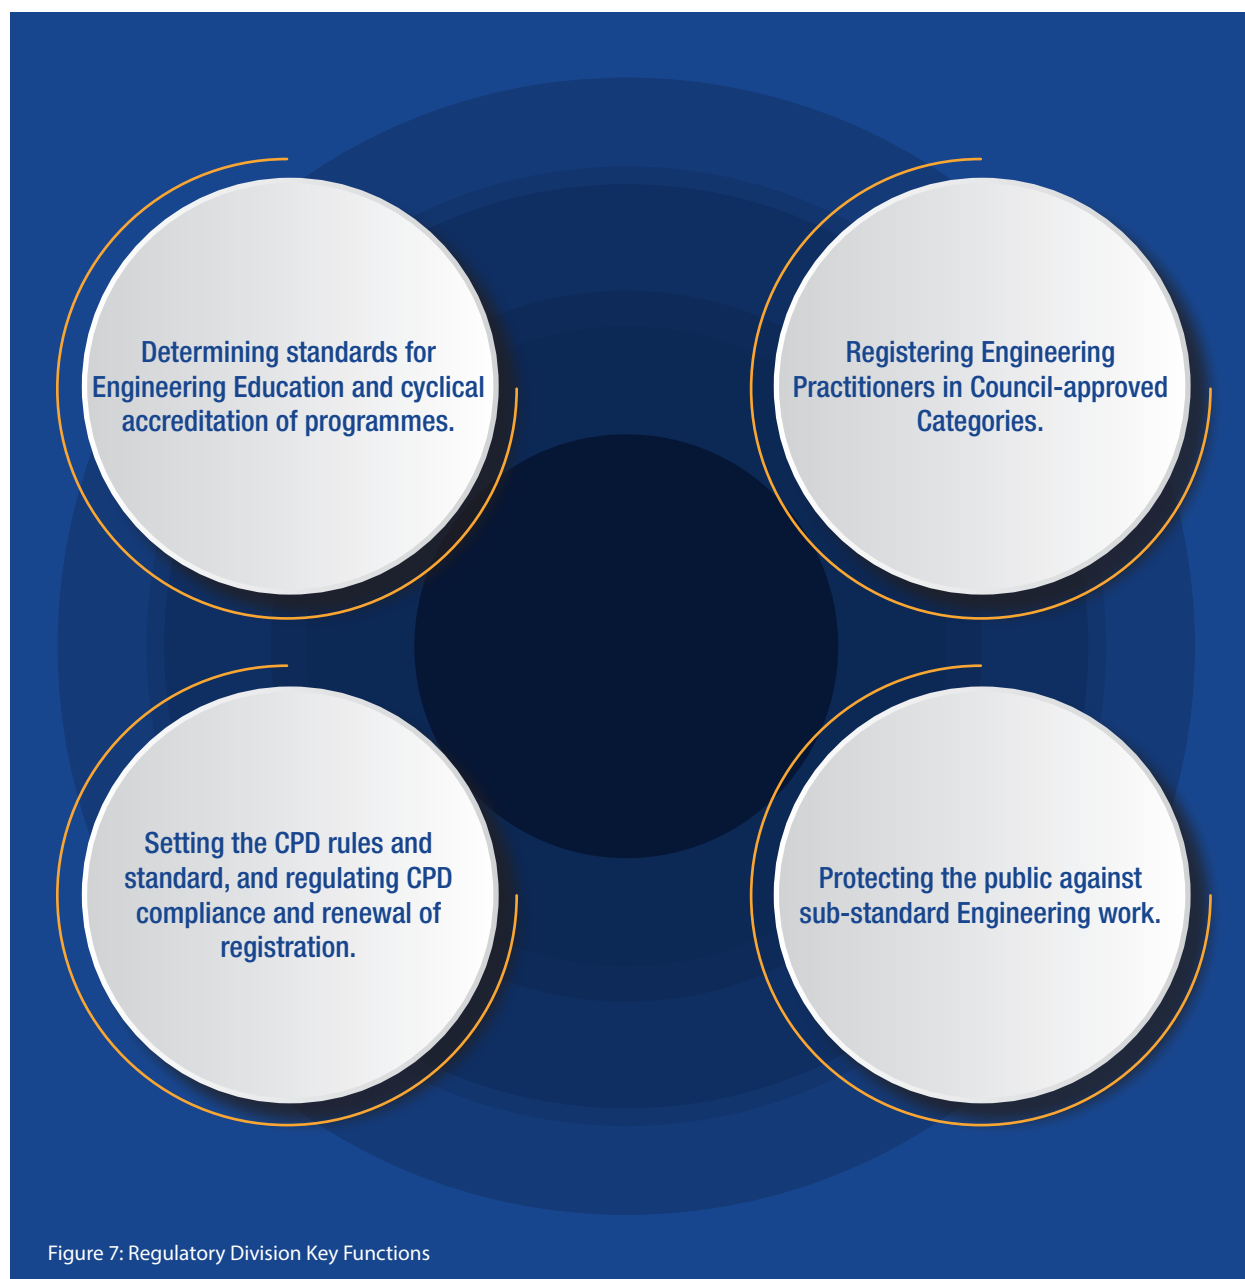 Determining standards for
Engineering Education and cyclical
accreditation of programmes.
Registering Engineering
Practitioners in Council-approved
Categories.
Setting the CPD rules and
standard, and regulating CPD
compliance and renewal of
registration.
Protecting the public against
sub-standard Engineering work.
Figure 7: Regulatory Division Key Functions